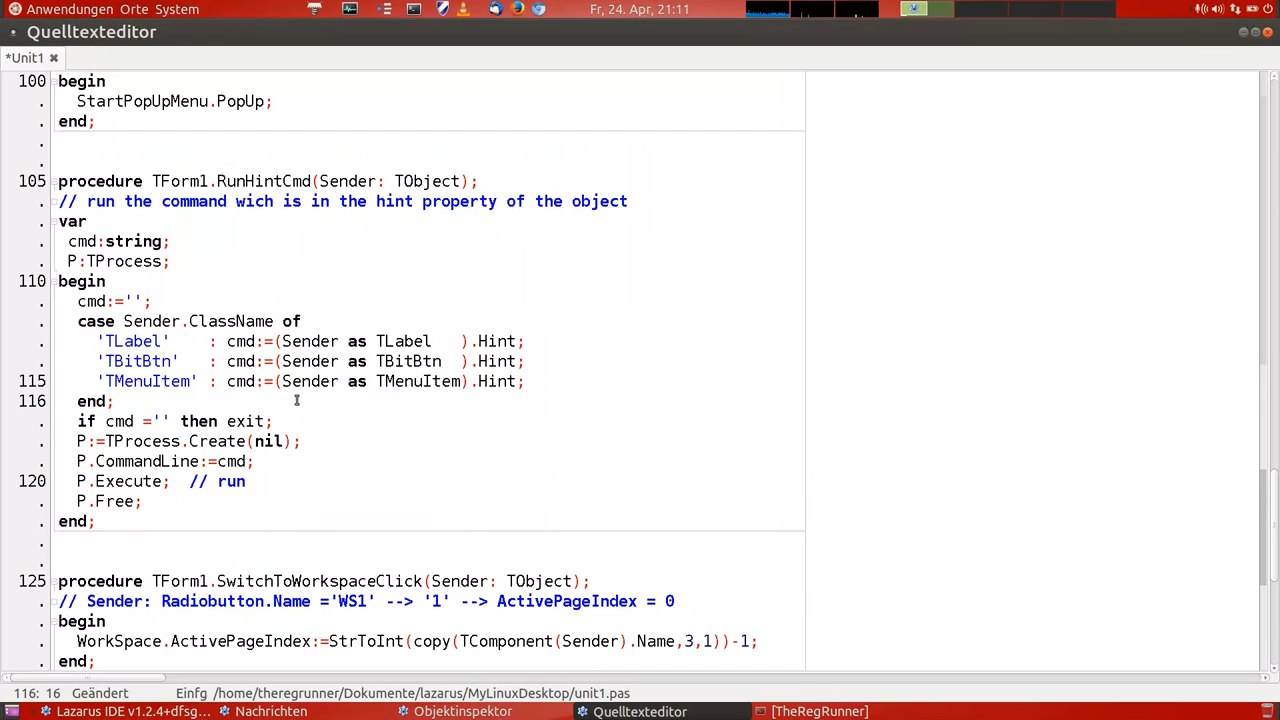 Anwendungen Orte System
Fr, 24. Apr, 21:11
Quelltexteditor
*Unit1
100 begin
StartPopUpMenu.PopUp;
. end;
.
.
105 procedure TForm1.RunHintCmd(Sender: TObject);
. // run the command wich is in the hint property of the object
. var
. cmd:string;
. P:TProcess;
110 begin
. cmd:='';
. case Sender.ClassName of
. 'TLabel' : cmd:=(Sender as TLabel ).Hint;
. 'TBitBtn' : cmd:=(Sender as TBitBtn ).Hint;
115 'TMenuItem' : cmd:=(Sender as TMenuItem).Hint;
116 end;
. if cmd ='' then exit;
. P:=TProcess.Create(nil);
. P.CommandLine:=cmd;
120 P.Execute; // run
. P.Free;
. end;
.
.
125 procedure TForm1.SwitchToWorkspaceClick(Sender: TObject);
. // Sender: Radiobutton.Name ='WS1' --> '1' --> ActivePageIndex = 0
. begin
. WorkSpace.ActivePageIndex:=StrToInt(copy(TComponent(Sender).Name,3,1))-1;
. end;
116: 16 Geändert Einfg /home/theregrunner/Dokumente/lazarus/MyLinuxDesktop/unit1.pas
Lazarus IDE v1.2.4+dfsg... Nachrichten Objektinspektor Quelltexteditor [TheRegRunner]